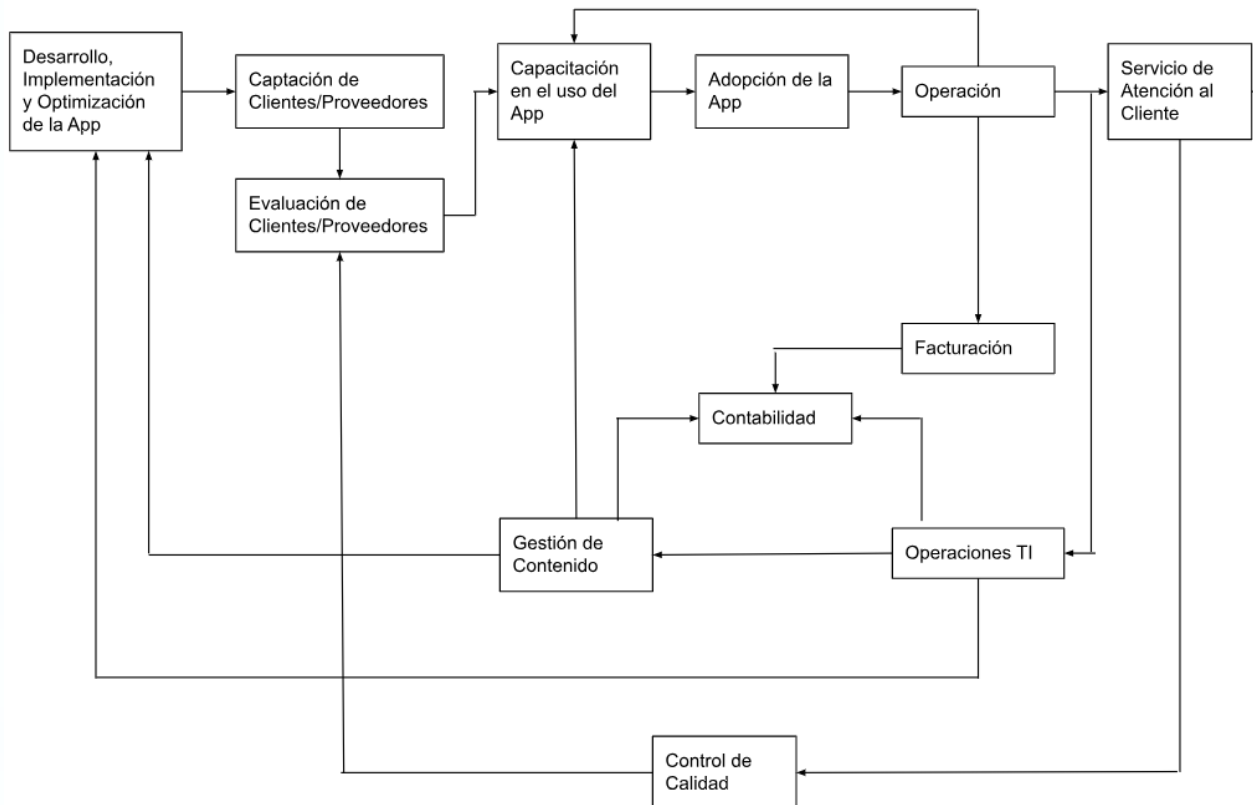 Desarrollo,
Implementación
y Optimización
de la App
Captación de
Clientes/Proveedores
Evaluación de
Clientes/Proveedores
Capacitación
en el uso del
App
Adopción de la
App
Operación
Servicio de
Atención al
Cliente
Facturación
Contabilidad
Gestión de
Contenido
Operaciones TI
Control de
Calidad